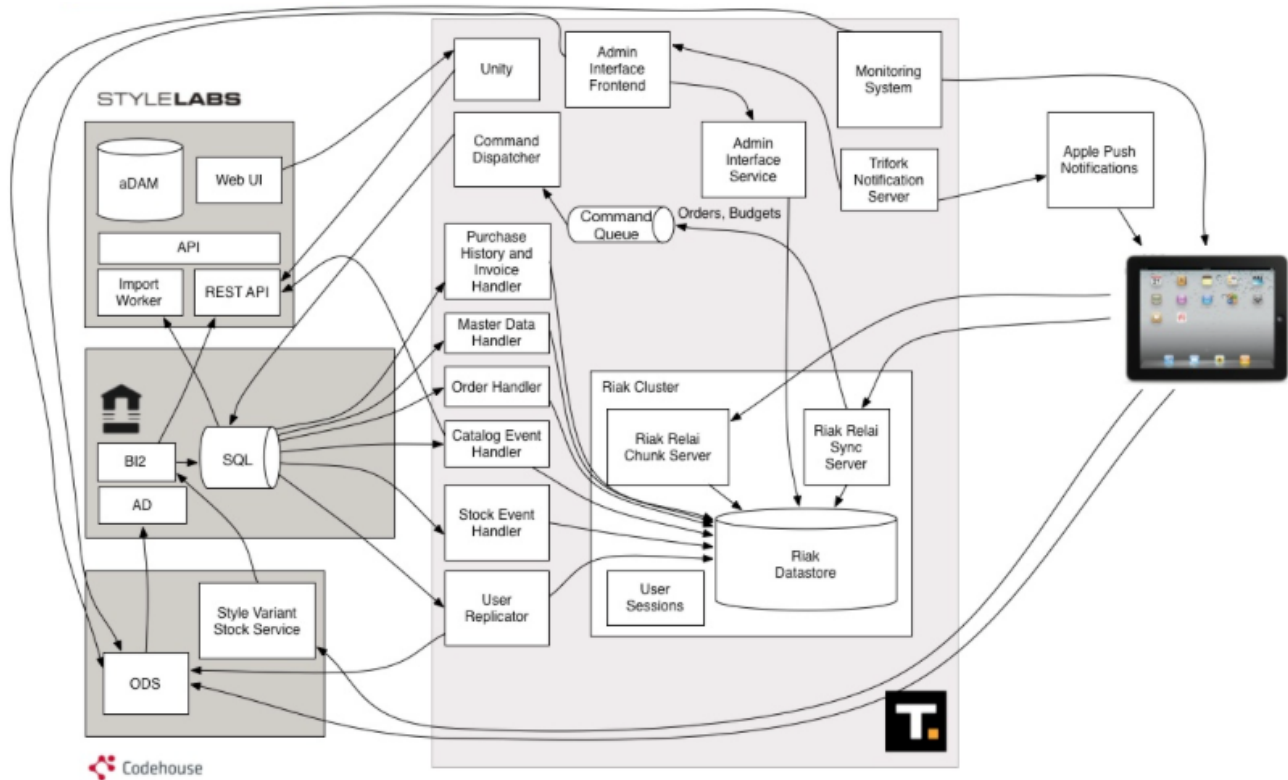 STYLELABS
aDAM
Web UI
API
Import
Worker
REST API
BI2
SQL
AD
Style Variant
Stock Service
ODS
Codehouse
Unity
Admin
Interface
Frontend
Monitoring
System
Command
Dispatcher
Admin
Interface
Service
Trifork
Notification
Server
Apple Push
Notifications
Command
Queue
Orders, Budgets
Purchase
History and
Invoice
Handler
Master Data
Handler
Order Handler
Catalog Event
Handler
Stock Event
Handler
User
Replicator
Riak Cluster
Riak Relai
Chunk Server
Riak Relai
Sync
Server
Riak
Datastore
User
Sessions
T.